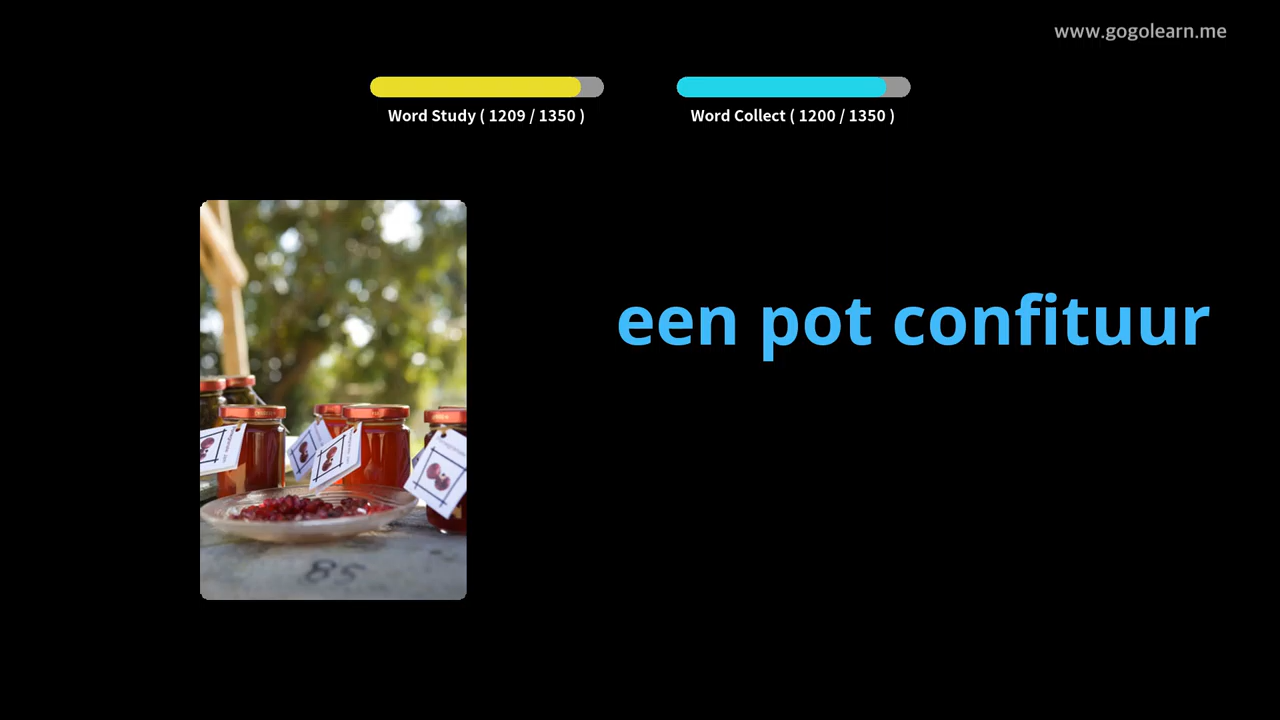 www.gogolearn.me
Word Study ( 1209 / 1350 )
Word Collect ( 1200 / 1350 )
een pot confituur
85